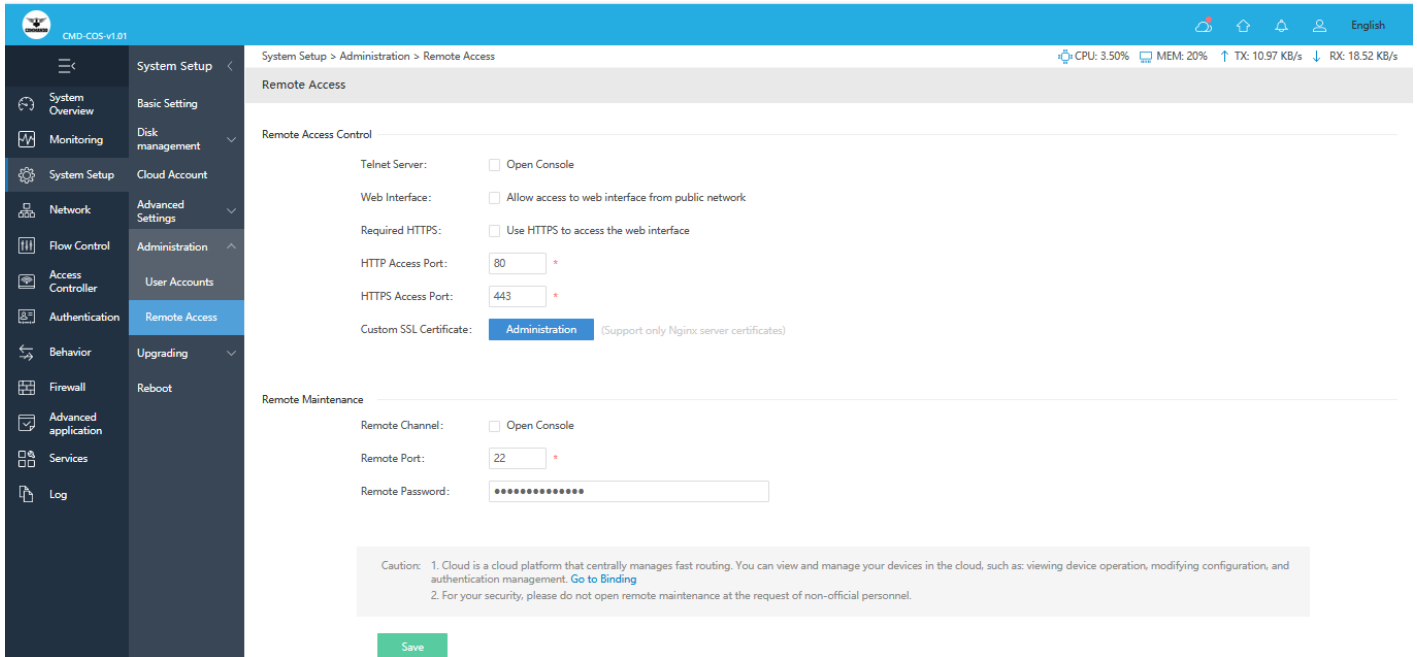 COMMANDO
CMD-COS-v1.01
English
System Setup
System Setup > Administration > Remote Access
CPU: 3.50% MEM: 20% TX: 10.97 KB/s RX: 18.52 KB/s
Remote Access
System
Overview
Monitoring
System Setup
Network
Flow Control
Access
Controller
Authentication
Behavior
Firewall
Advanced
application
Services
Log
Basic Setting
Disk
management
Cloud Account
Advanced
Settings
Administration
User Accounts
Remote Access
Upgrading
Reboot
Remote Access Control
Telnet Server: Open Console
Web Interface: Allow access to web interface from public network
Required HTTPS: Use HTTPS to access the web interface
HTTP Access Port: 80 *
HTTPS Access Port: 443 *
Custom SSL Certificate: Administration (Support only Nginx server certificates)
Remote Maintenance
Remote Channel: Open Console
Remote Port: 22 *
Remote Password: ••••••••••••••
Caution: 1. Cloud is a cloud platform that centrally manages fast routing. You can view and manage your devices in the cloud, such as: viewing device operation, modifying configuration, and
authentication management. Go to Binding
2. For your security, please do not open remote maintenance at the request of non-official personnel.
Save